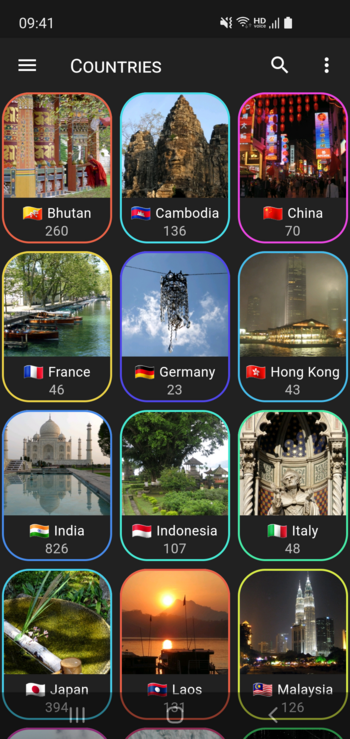 09:41
HD
VOICE
COUNTRIES
Bhutan
260
Cambodia
136
China
70
France
46
Germany
23
Hong Kong
43
India
826
Indonesia
107
Italy
48
Japan
394
Laos
131
Malaysia
126